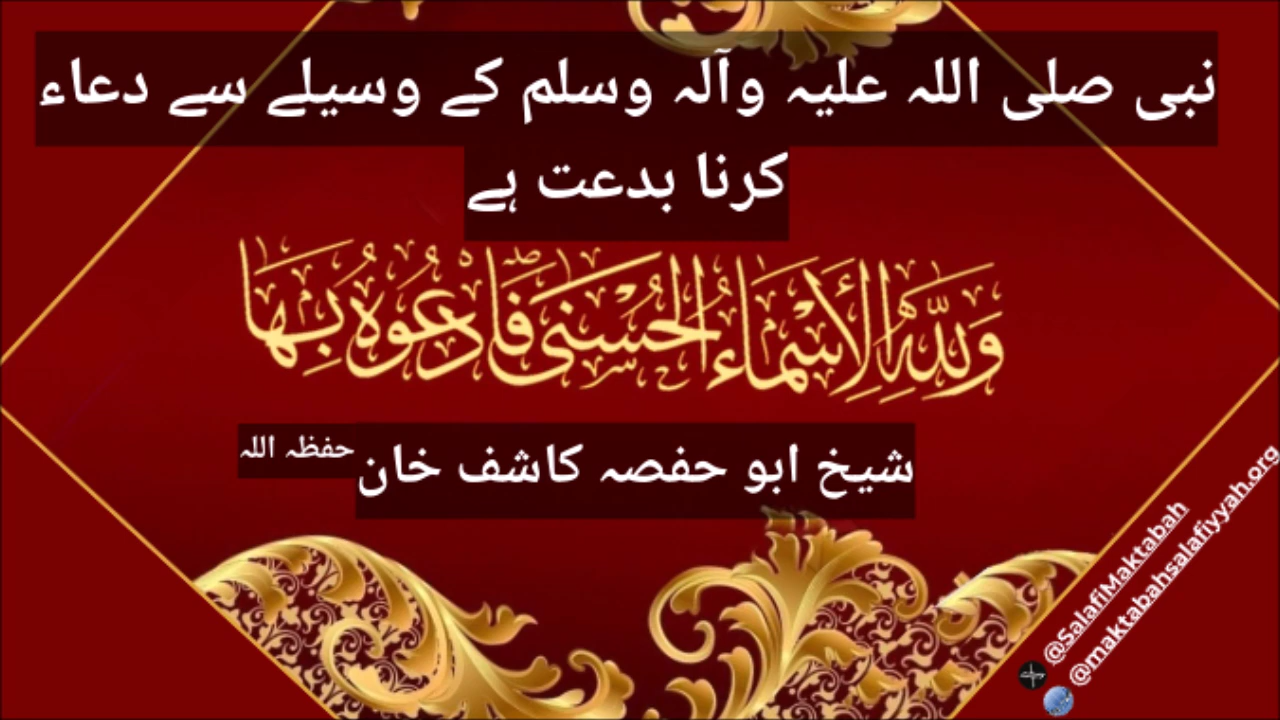 نبی صلی اللہ علیہ وآلہ وسلم کے وسیلے سے دعاء
کرنا بدعت ہے
وَلِلَّهِ الْأَسْمَاءُ الْحُسْنَىٰ فَادْعُوهُ بِهَا
شیخ ابو حفصہ کاشف خان حفظہ اللہ
@SalafiMaktabah
@maktabahsalafiyyah.org